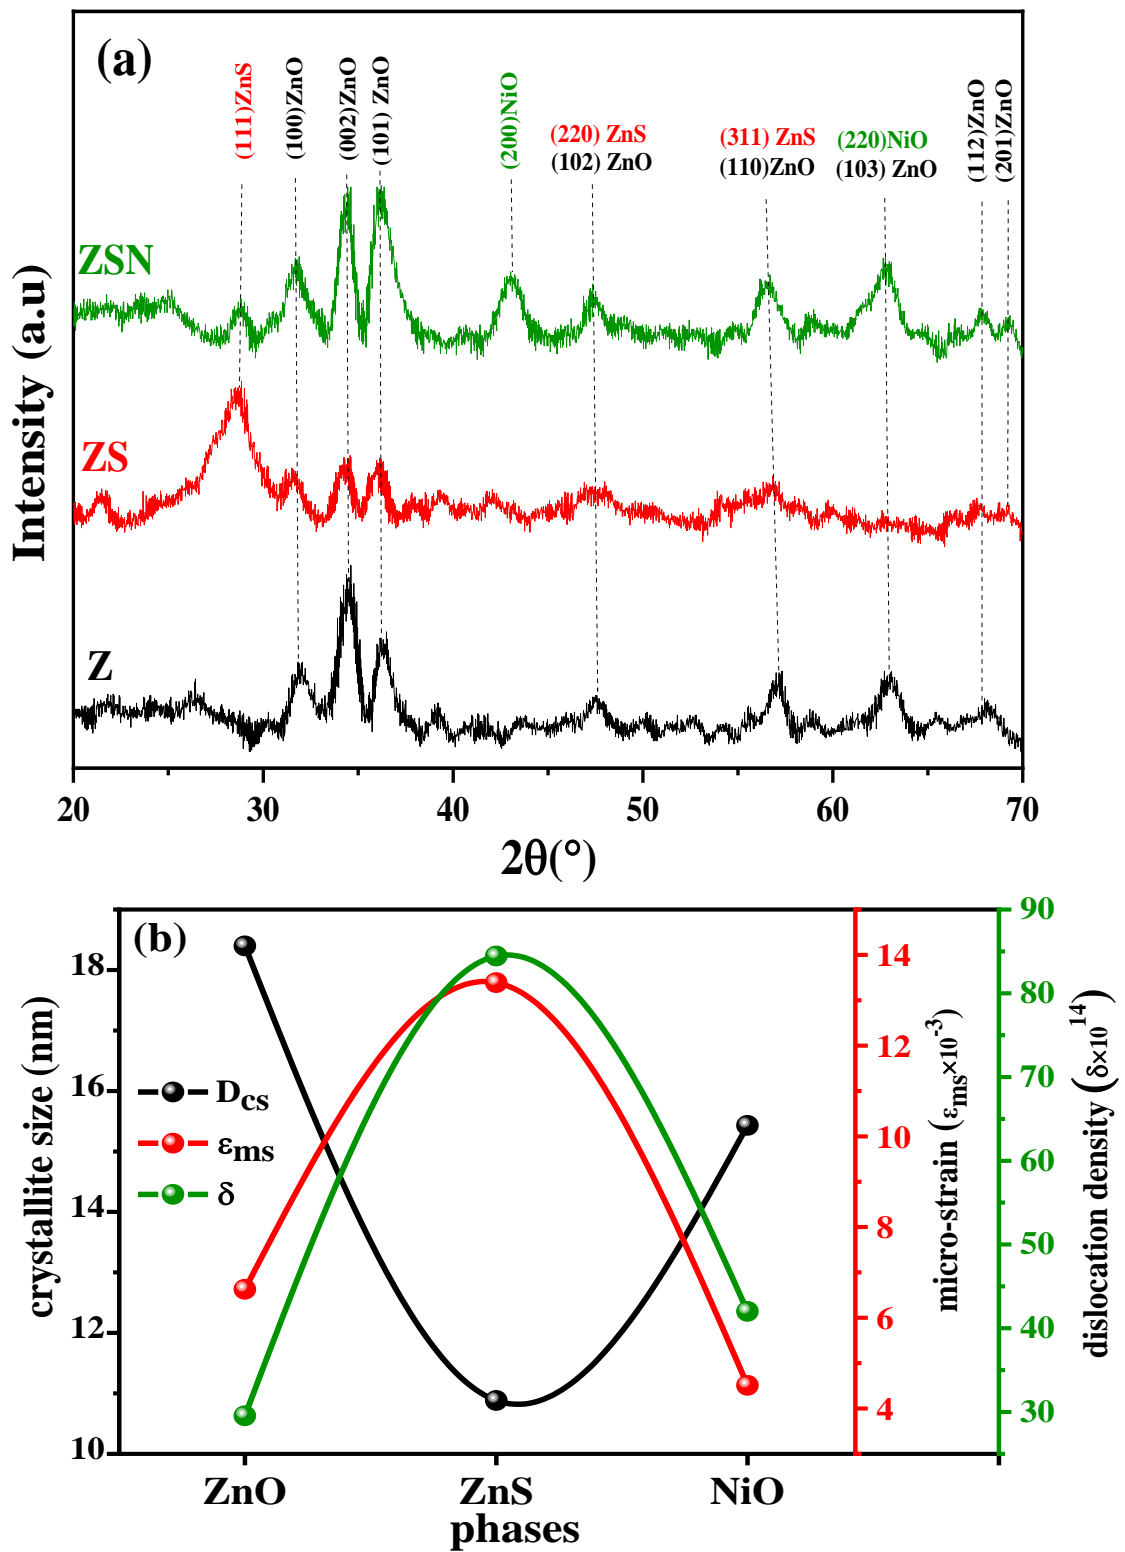 (a)
(111)ZnS
(100)ZnO
(002)ZnO
(101) ZnO
(200)NiO
(220) ZnS
(102) ZnO
(311) ZnS
(110)ZnO
(220)NiO
(103) ZnO
(112)ZnO
(201)ZnO
ZSN
ZS
Z
Intensity (a.u)
20 30 40 50 60 70
2θ(°)
(b)
18
16
14
12
10
crystallite size (nm)
D_cs
ε_ms
δ
14
12
10
8
6
4
micro-strain (ε_ms×10^-3)
90
80
70
60
50
40
30
dislocation density (δ×10^14)
ZnO ZnS NiO
phases